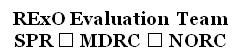 RExO Evaluation Team
SPR □ MDRC □ NORC